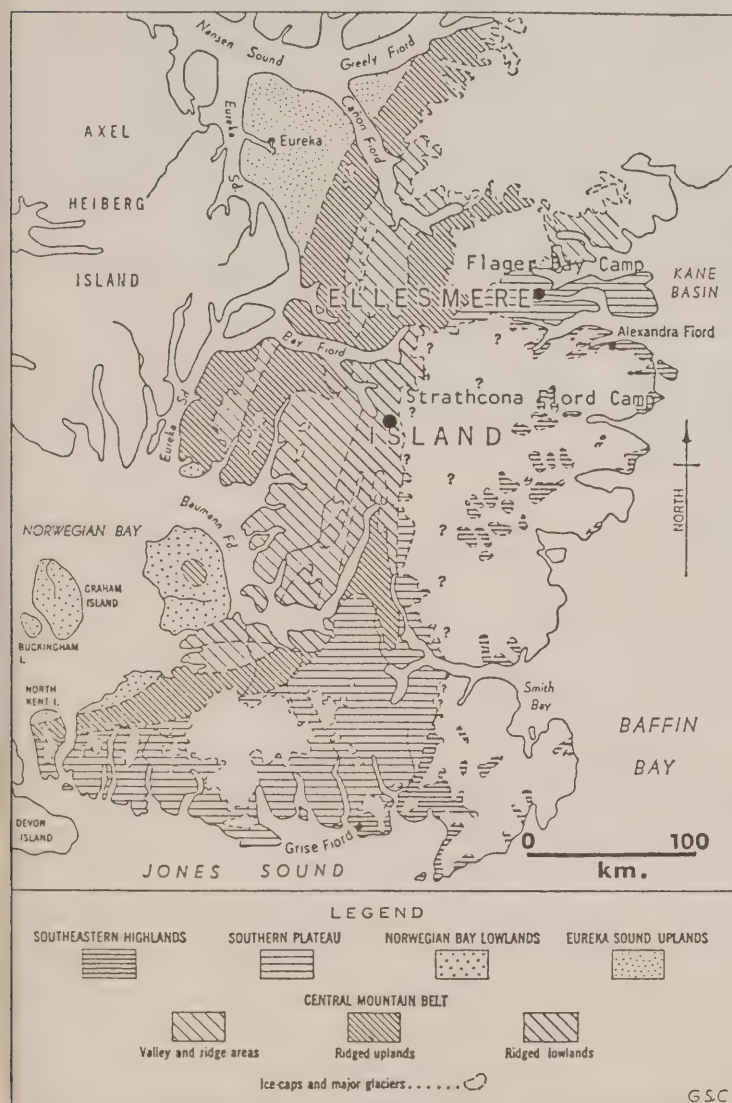 Nansen Sound
Greely Fiord
Eureka Sd.
Cañon Fiord
AXEL
Eureka
HEIBERG
ISLAND
Flager Bay Camp
KANE
BASIN
ELLESMERE
Bay Fiord
Alexandra Fiord
?
?
?
?
Strathcona Fiord Camp
?
Eureka Sd.
ISLAND
?
?
?
NORTH
Baumann Fd.
NORWEGIAN BAY
?
GRAHAM
ISLAND
?
BUCKINGHAM
I.
?
NORTH
KENT I.
Smith
Bay
BAFFIN
BAY
DEVON
ISLAND
Grise Fiord
0 100
km.
JONES SOUND
LEGEND
SOUTHEASTERN HIGHLANDS SOUTHERN PLATEAU NORWEGIAN BAY LOWLANDS EUREKA SOUND UPLANDS
CENTRAL MOUNTAIN BELT
Valley and ridge areas Ridged uplands Ridged lowlands
Ice-caps and major glaciers......
GSC